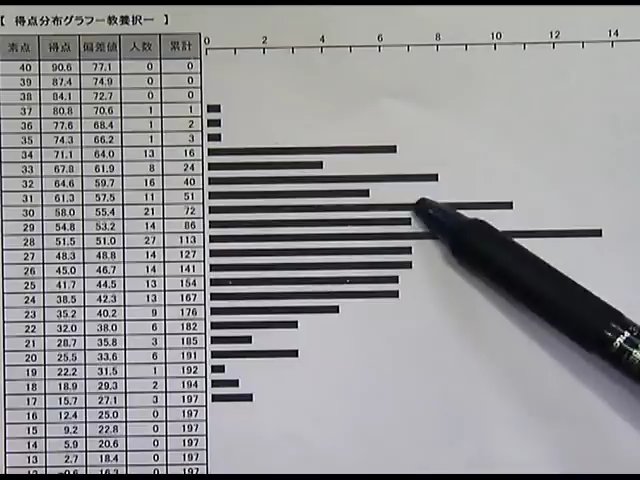 【 得点分布グラフー教養択一 】
0 2 4 6 8 10 12 14
素点 得点 偏差値 人数 累計
40 90.6 77.1 0 0
39 87.4 74.9 0 0
38 84.1 72.7 0 0
37 80.8 70.6 1 1
36 77.6 68.4 1 2
35 74.3 66.2 1 3
34 71.1 64.0 13 16
33 67.8 61.9 8 24
32 64.6 59.7 16 40
31 61.3 57.5 11 51
30 58.0 55.4 21 72
29 54.8 53.2 14 86
28 51.5 51.0 27 113
27 48.3 48.8 14 127
26 45.0 46.7 14 141
25 41.7 44.5 13 154
24 38.5 42.3 13 167
23 35.2 40.2 9 176
22 32.0 38.0 6 182
21 28.7 35.8 3 185
20 25.5 33.6 6 191
19 22.2 31.5 1 192
18 18.9 29.3 2 194
17 15.7 27.1 3 197
16 12.4 25.0 0 197
15 9.2 22.8 0 197
14 5.9 20.6 0 197
13 2.7 18.4 0 197
12 -0.6 16.3 0 197